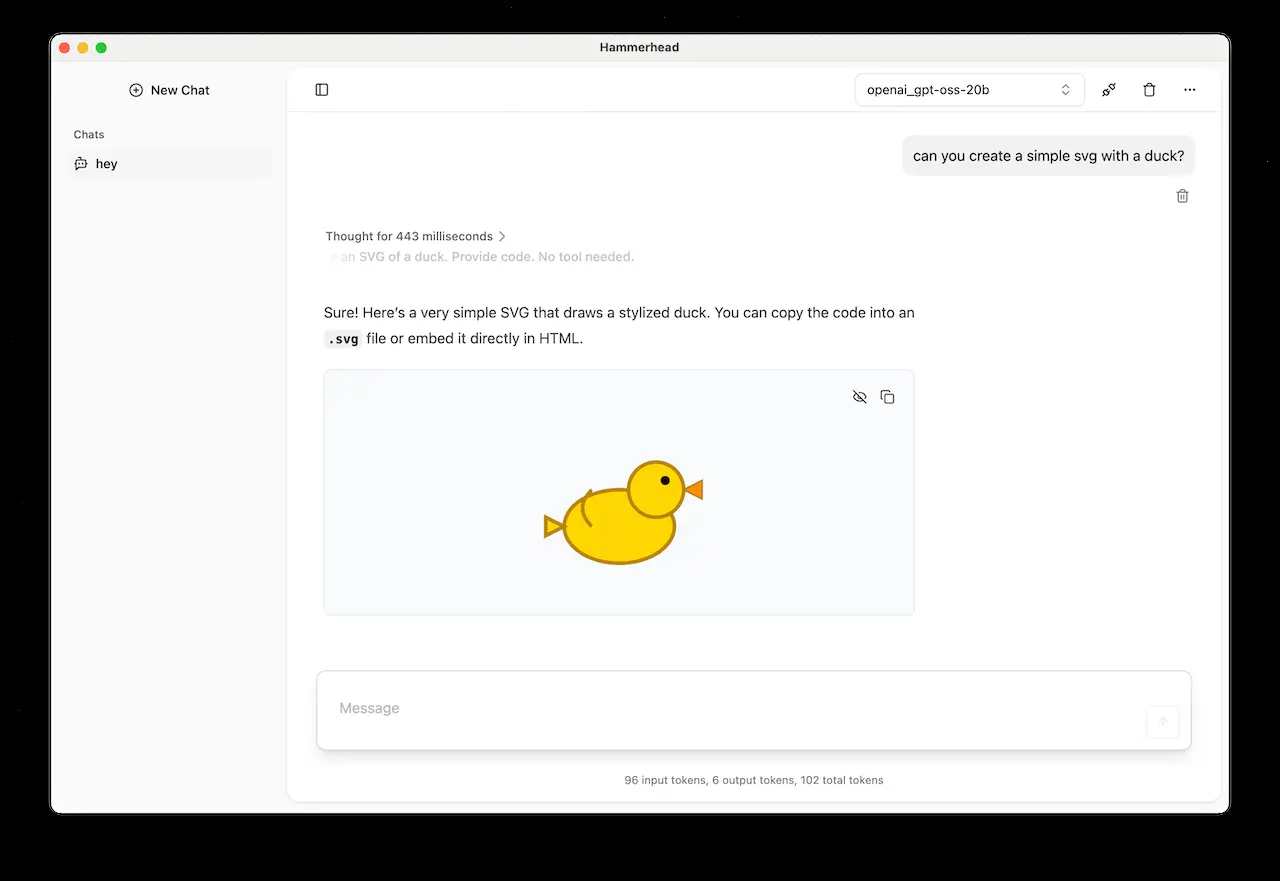 Hammerhead
New Chat
openai_gpt-oss-20b
Chats
hey
can you create a simple svg with a duck?
Thought for 443 milliseconds
an SVG of a duck. Provide code. No tool needed.
Sure! Here’s a very simple SVG that draws a stylized duck. You can copy the code into an
.svg file or embed it directly in HTML.
Message
96 input tokens, 6 output tokens, 102 total tokens